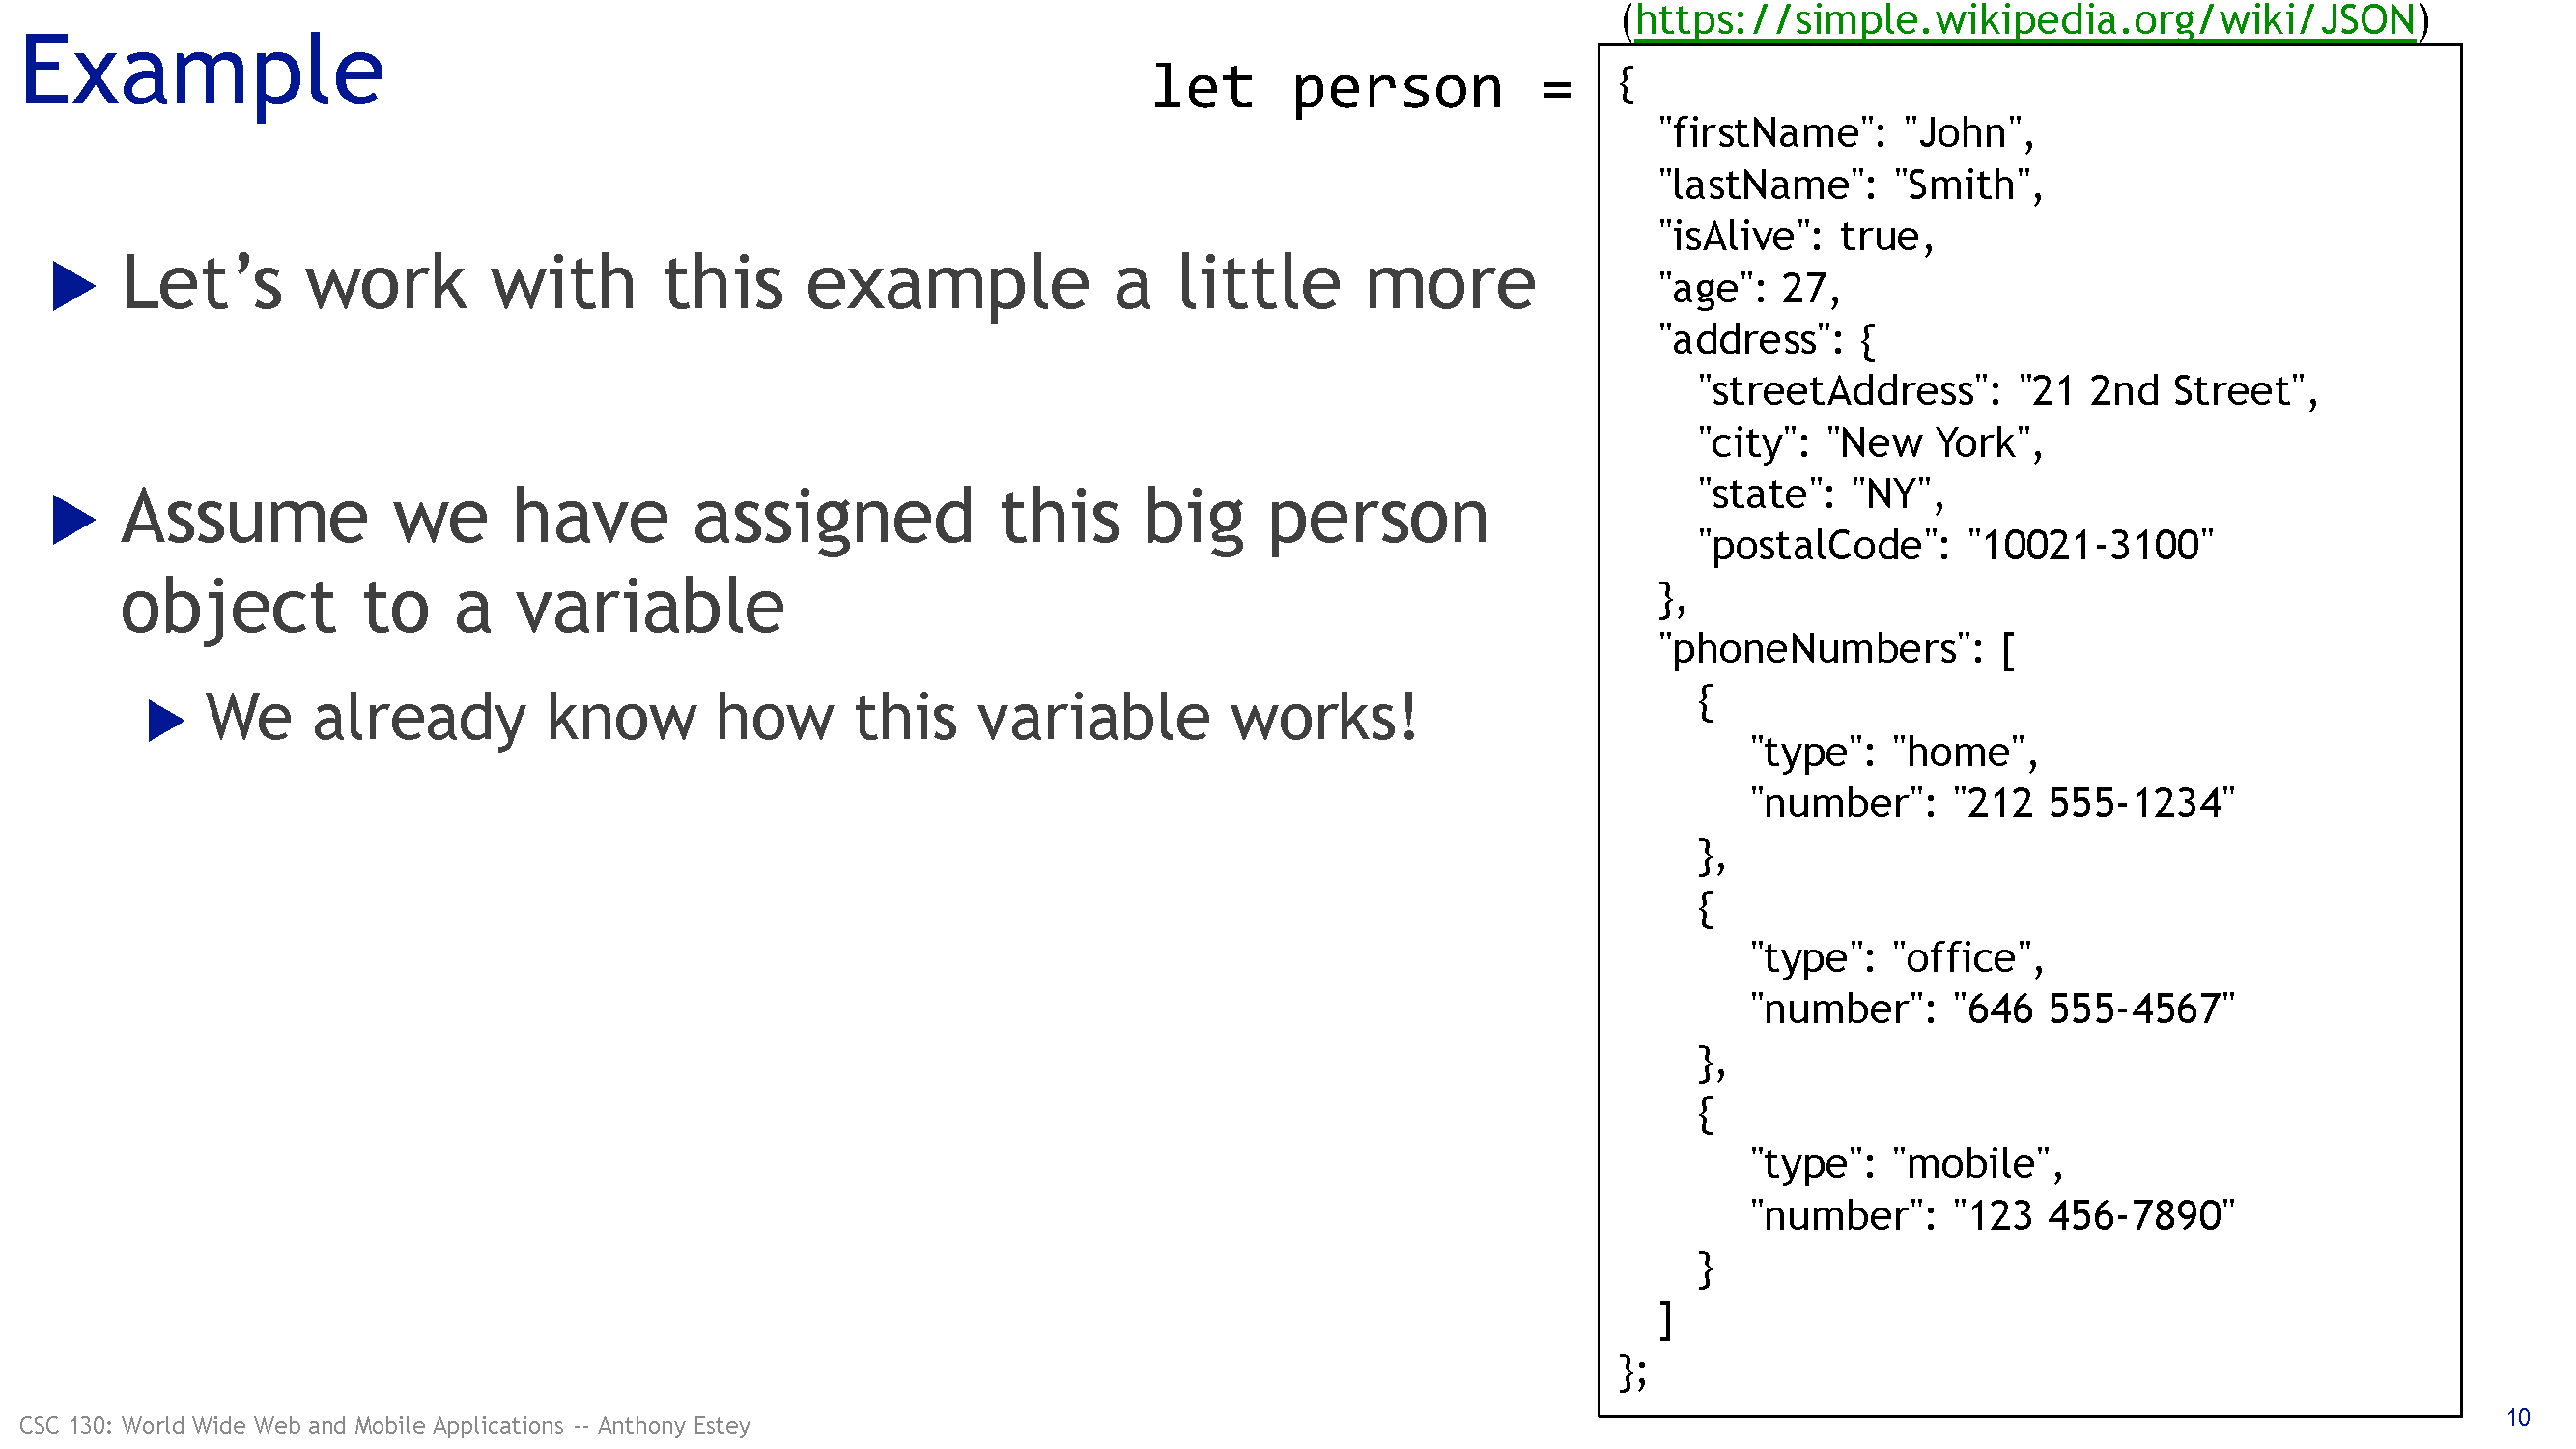 Example
Let’s work with this example a little more
Assume we have assigned this big person
object to a variable
We already know how this variable works!
(https://simple.wikipedia.org/wiki/JSON)
let person =
{
"firstName": "John",
"lastName": "Smith",
"isAlive": true,
"age": 27,
"address": {
"streetAddress": "21 2nd Street",
"city": "New York",
"state": "NY",
"postalCode": "10021-3100"
},
"phoneNumbers": [
{
"type": "home",
"number": "212 555-1234"
},
{
"type": "office",
"number": "646 555-4567"
},
{
"type": "mobile",
"number": "123 456-7890"
}
]
};
CSC 130: World Wide Web and Mobile Applications -- Anthony Estey
10